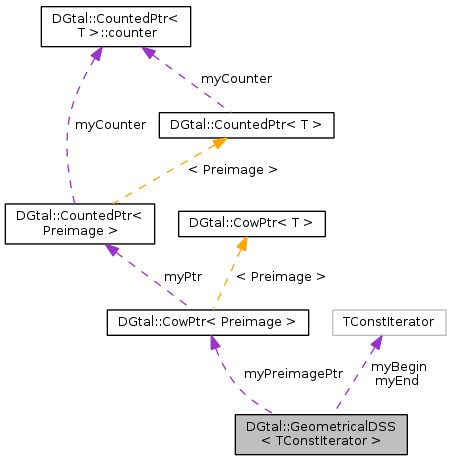 DGtal::CountedPtr<
T >::counter
myCounter
myCounter
DGtal::CountedPtr< T >
< Preimage >
DGtal::CountedPtr<
Preimage >
DGtal::CowPtr< T >
myPtr
< Preimage >
DGtal::CowPtr< Preimage >
TConstIterator
myPreimagePtr
myBegin
myEnd
DGtal::GeometricalDSS
< TConstIterator >